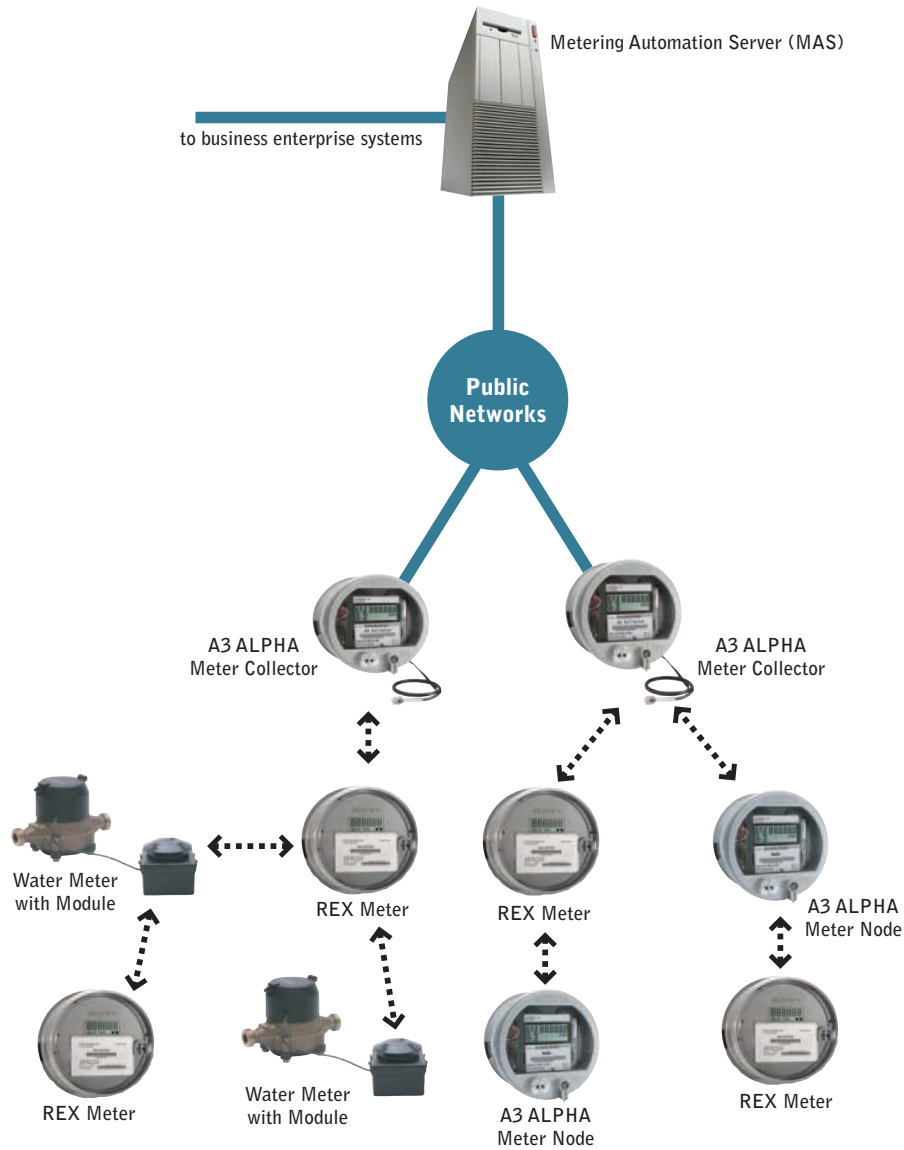 Metering Automation Server (MAS)
to business enterprise systems
Public
Networks
A3 ALPHA
Meter Collector
A3 ALPHA
Meter Collector
Water Meter
with Module
REX Meter
REX Meter
A3 ALPHA
Meter Node
REX Meter
Water Meter
with Module
A3 ALPHA
Meter Node
REX Meter